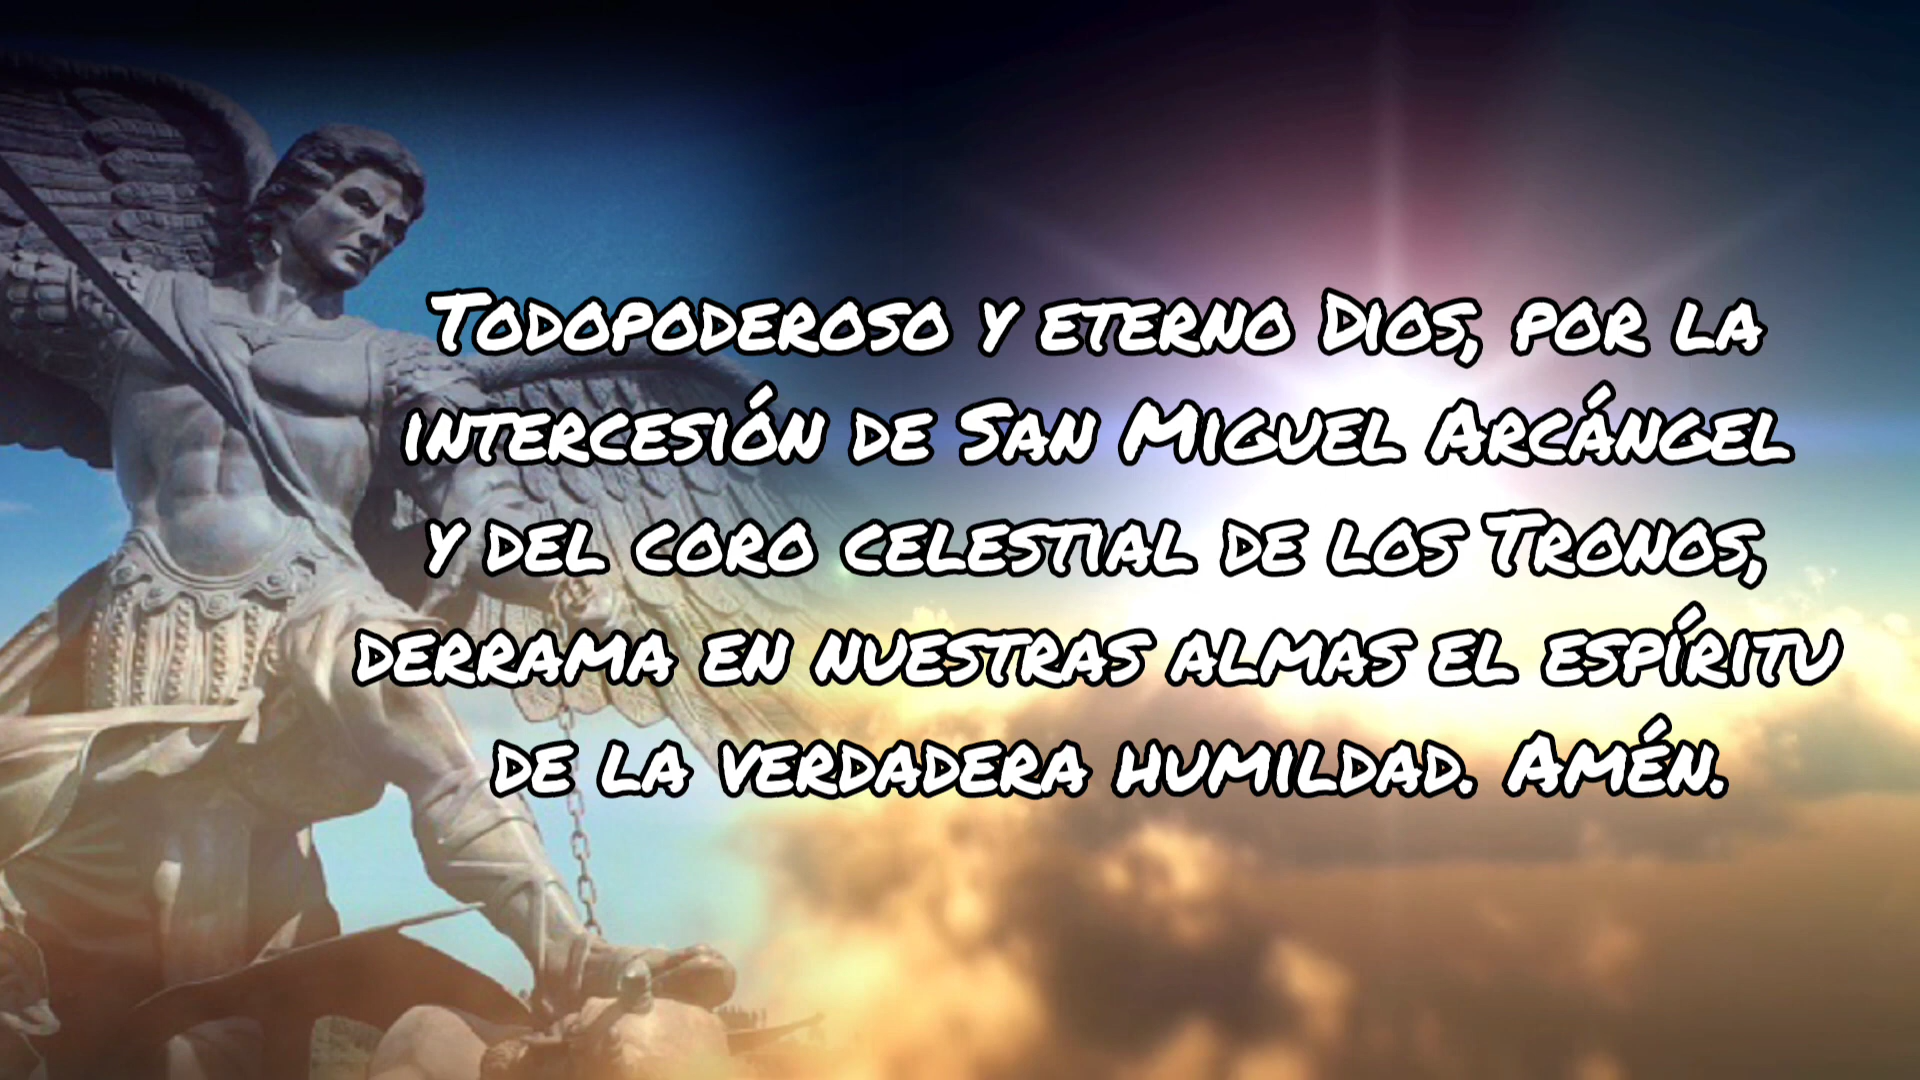 Todopoderoso y eterno Dios, por la
intercesión de San Miguel Arcángel
y del coro celestial de los Tronos,
derrama en nuestras almas el espíritu
de la verdadera humildad. Amén.